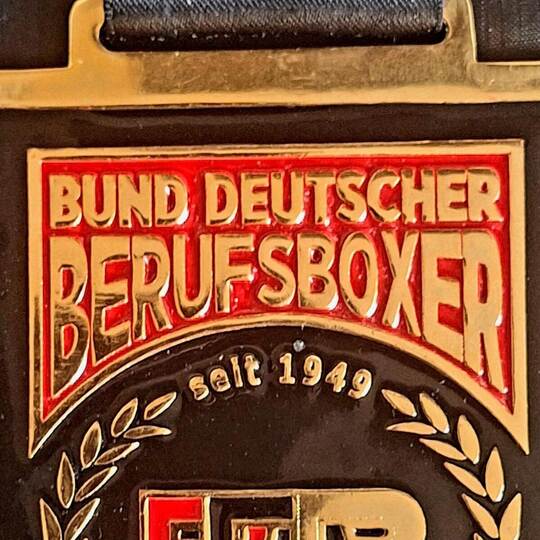 BUND DEUTSCHER
BERUFSBOXER
seit 1949